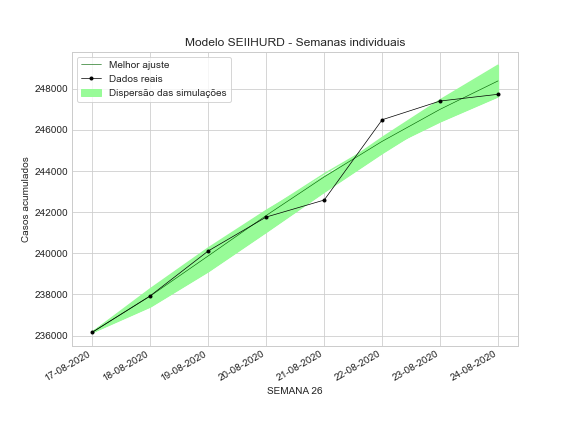 Modelo SEIIHURD - Semanas individuais
Melhor ajuste
Dados reais
Dispersão das simulações
Casos acumulados
248000
246000
244000
242000
240000
238000
236000
17-08-2020
18-08-2020
19-08-2020
20-08-2020
21-08-2020
22-08-2020
23-08-2020
24-08-2020
SEMANA 26